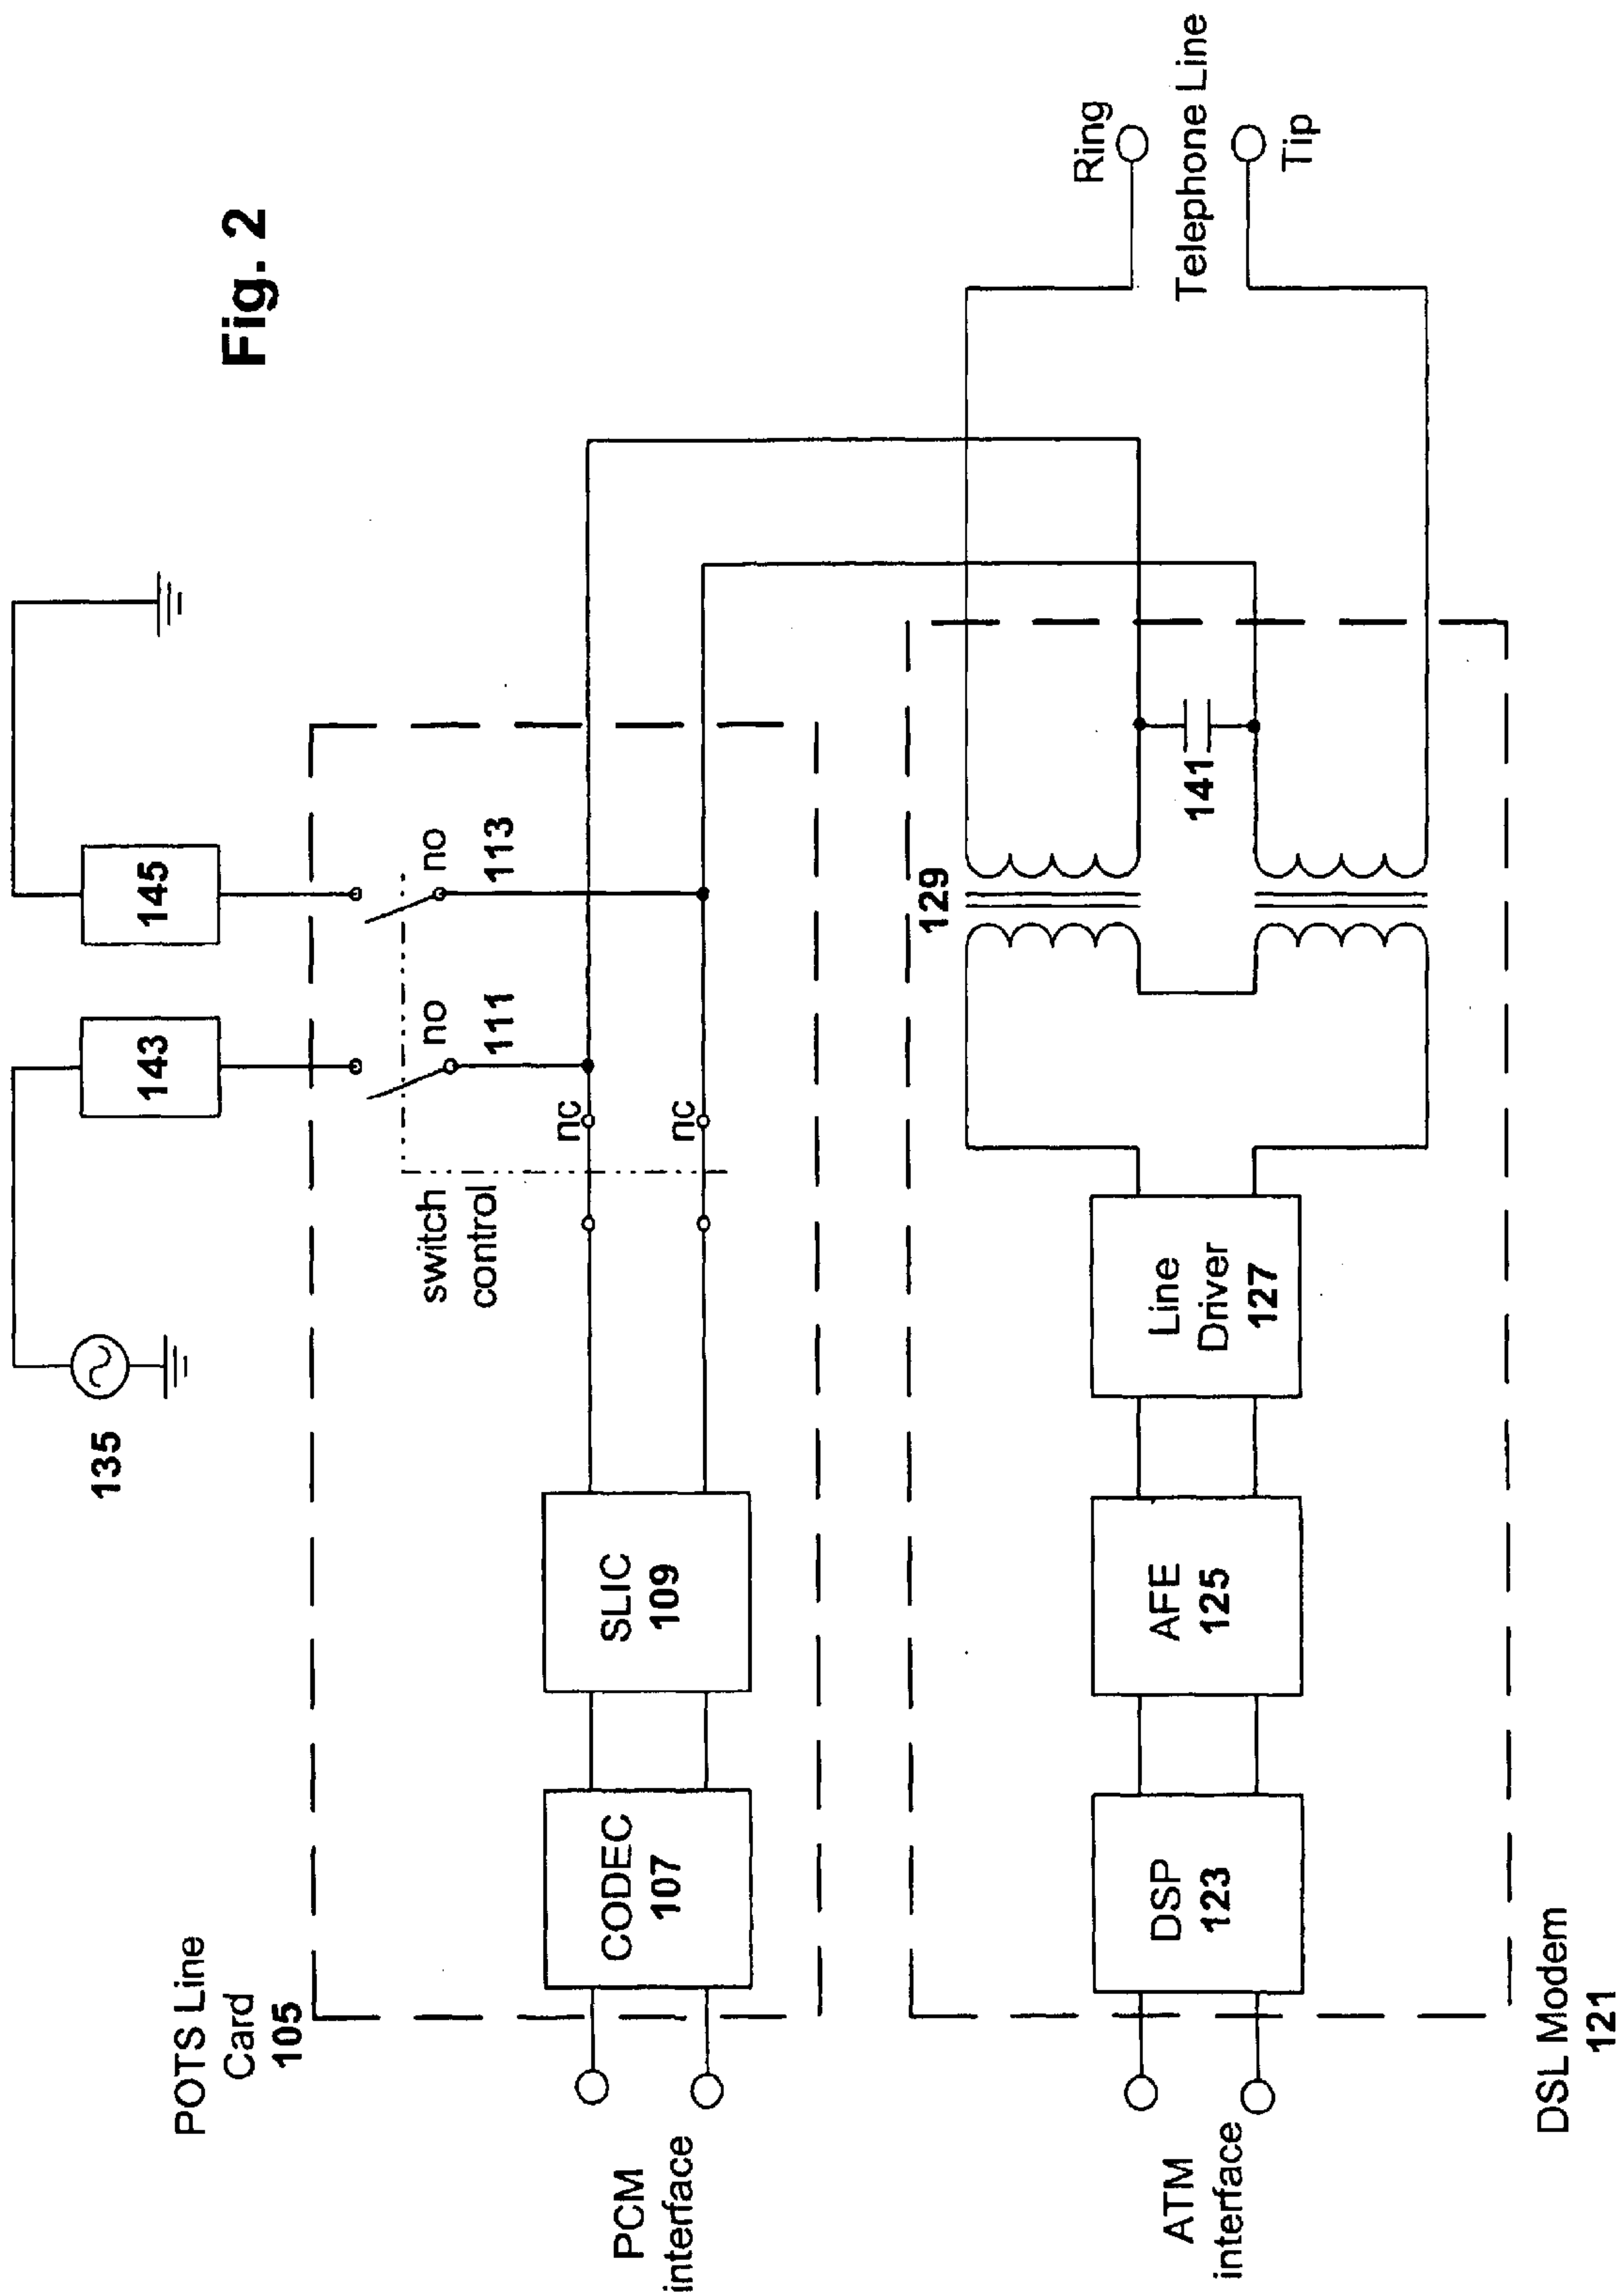 Fig. 2
135
143
145
POTS Line
Card
105
switch
control
no
111
no
113
nc
nc
PCM
interface
CODEC
107
SLIC
109
Ring
Telephone Line
Tip
129
141
ATM
interface
DSP
123
AFE
125
Line
Driver
127
DSL Modem
121